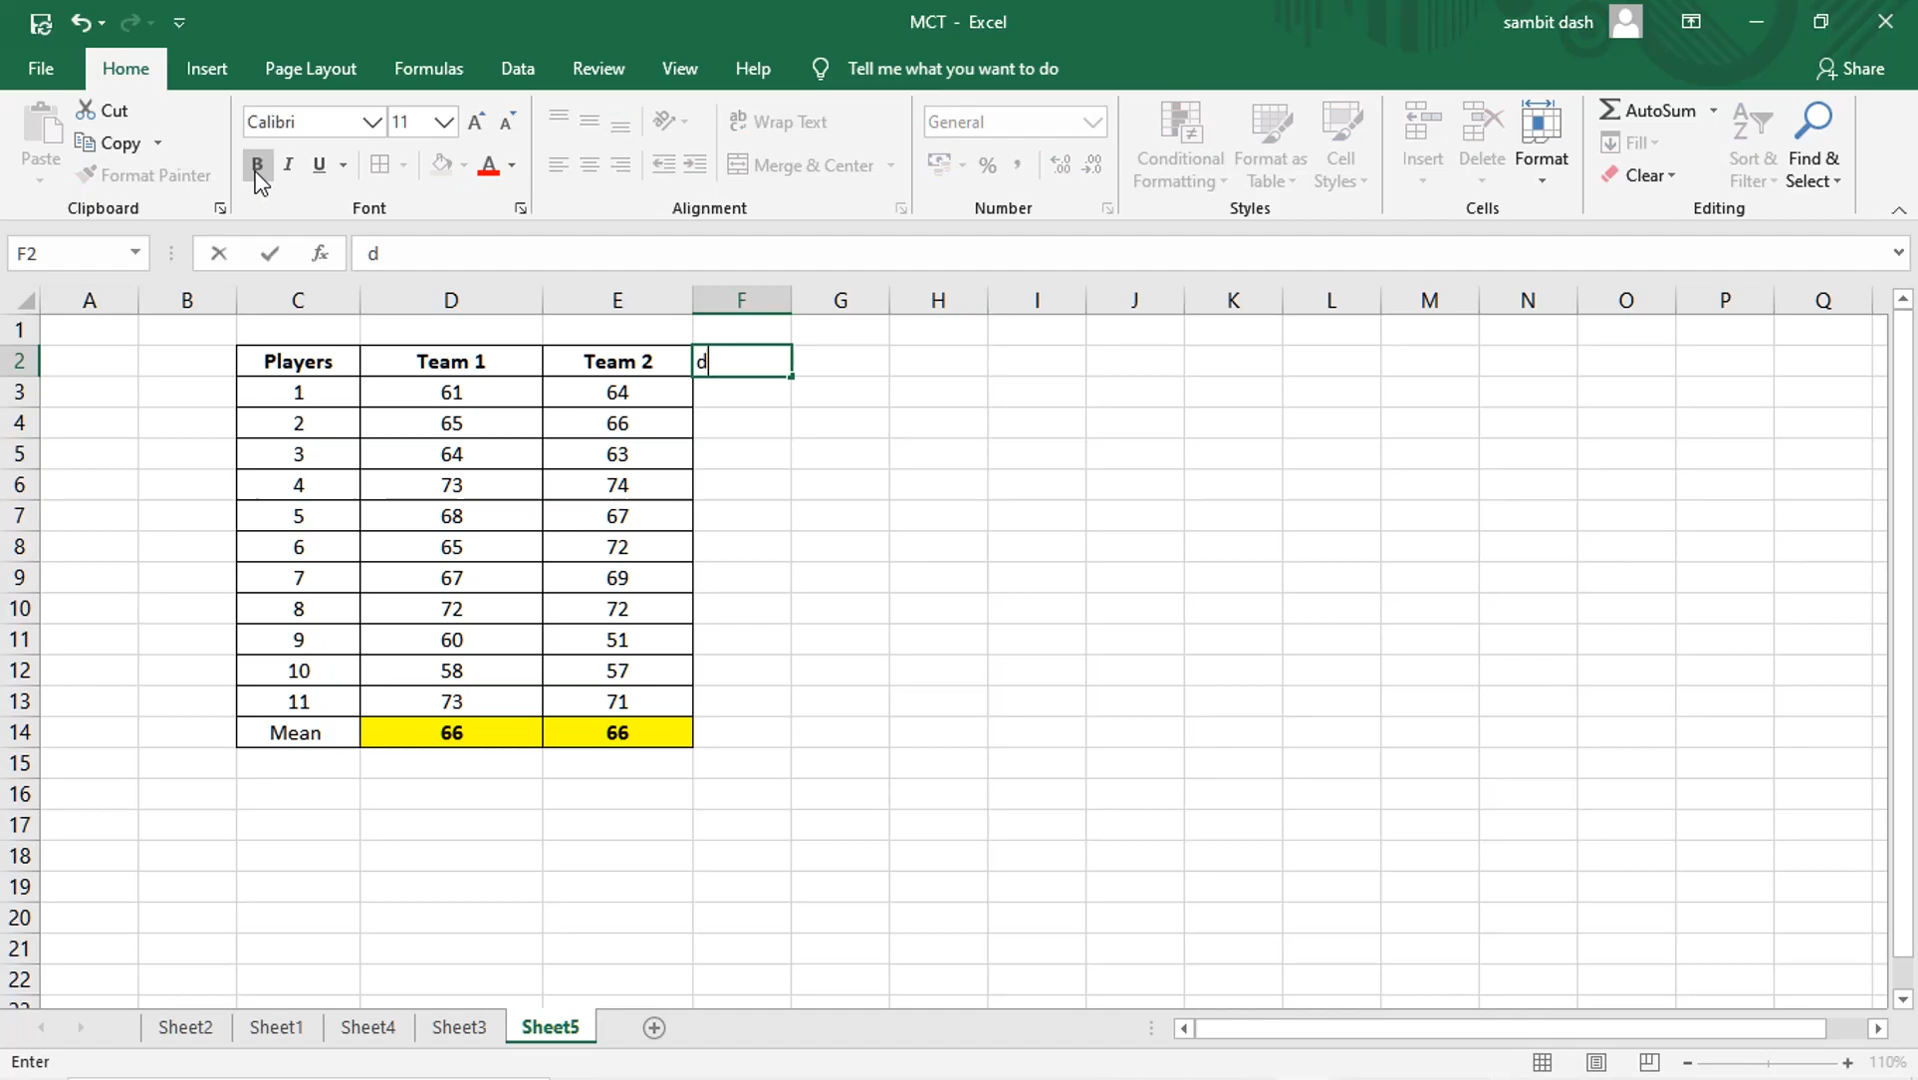 MCT - Excel
sambit dash
File Home Insert Page Layout Formulas Data Review View Help Tell me what you want to do Share
Paste
Cut
Copy
Format Painter
Clipboard
Calibri 11
B I U A
Font
Wrap Text
Merge & Center
Alignment
General
% ,
Number
Conditional Formatting
Format as Table
Cell Styles
Styles
Insert Delete Format
Cells
AutoSum
Fill
Clear
Sort & Filter
Find & Select
Editing
F2 fx d
A B C D E F G H I J K L M N O P Q
1
2 Players Team 1 Team 2 d
3 1 61 64
4 2 65 66
5 3 64 63
6 4 73 74
7 5 68 67
8 6 65 72
9 7 67 69
10 8 72 72
11 9 60 51
12 10 58 57
13 11 73 71
14 Mean 66 66
15
16
17
18
19
20
21
22
Sheet2 Sheet1 Sheet4 Sheet3 Sheet5
Enter 110%